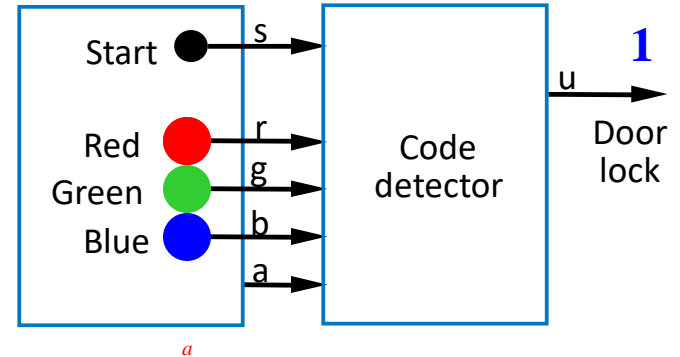 Start
s
1
u
Red
r
Code
detector
Door
lock
Green
g
Blue
b
a
a